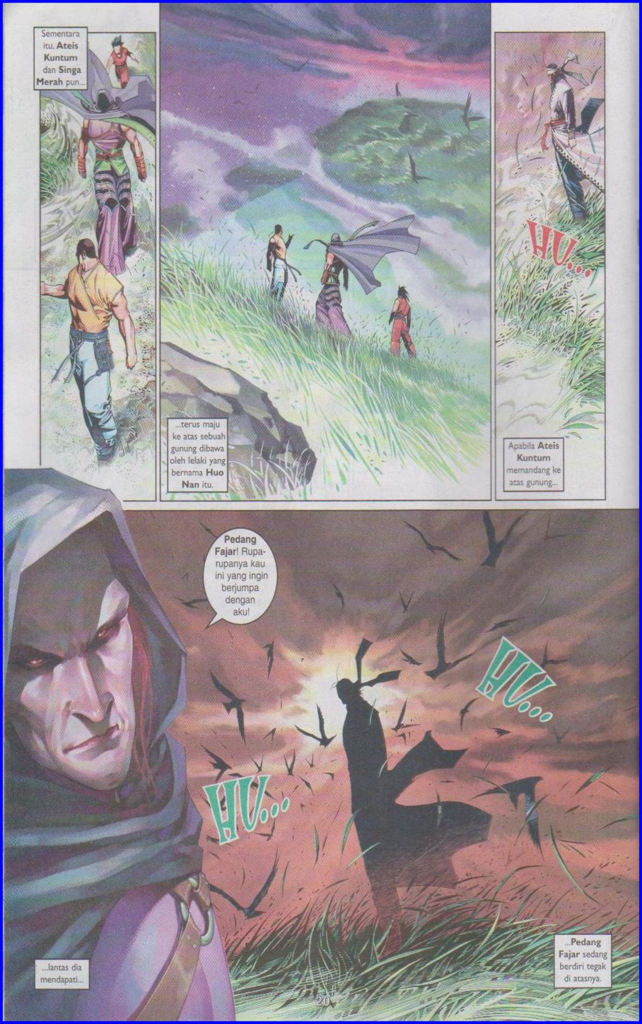 Sementara
itu, Ateis
Kuntum
dan Singa
Merah pun...
...terus maju
ke atas sebuah
gunung dibawa
oleh lelaki yang
bernama Huo
Nan itu.
HU...
Apabila Ateis
Kuntum
memandang ke
atas gunung...
Pedang
Fajar! Rupa-
rupanya kau
ini yang ingin
berjumpa
dengan
aku!
HU...
HU...
...lantas dia
mendapati...
...Pedang
Fajar sedang
berdiri tegak
di atasnya.
20